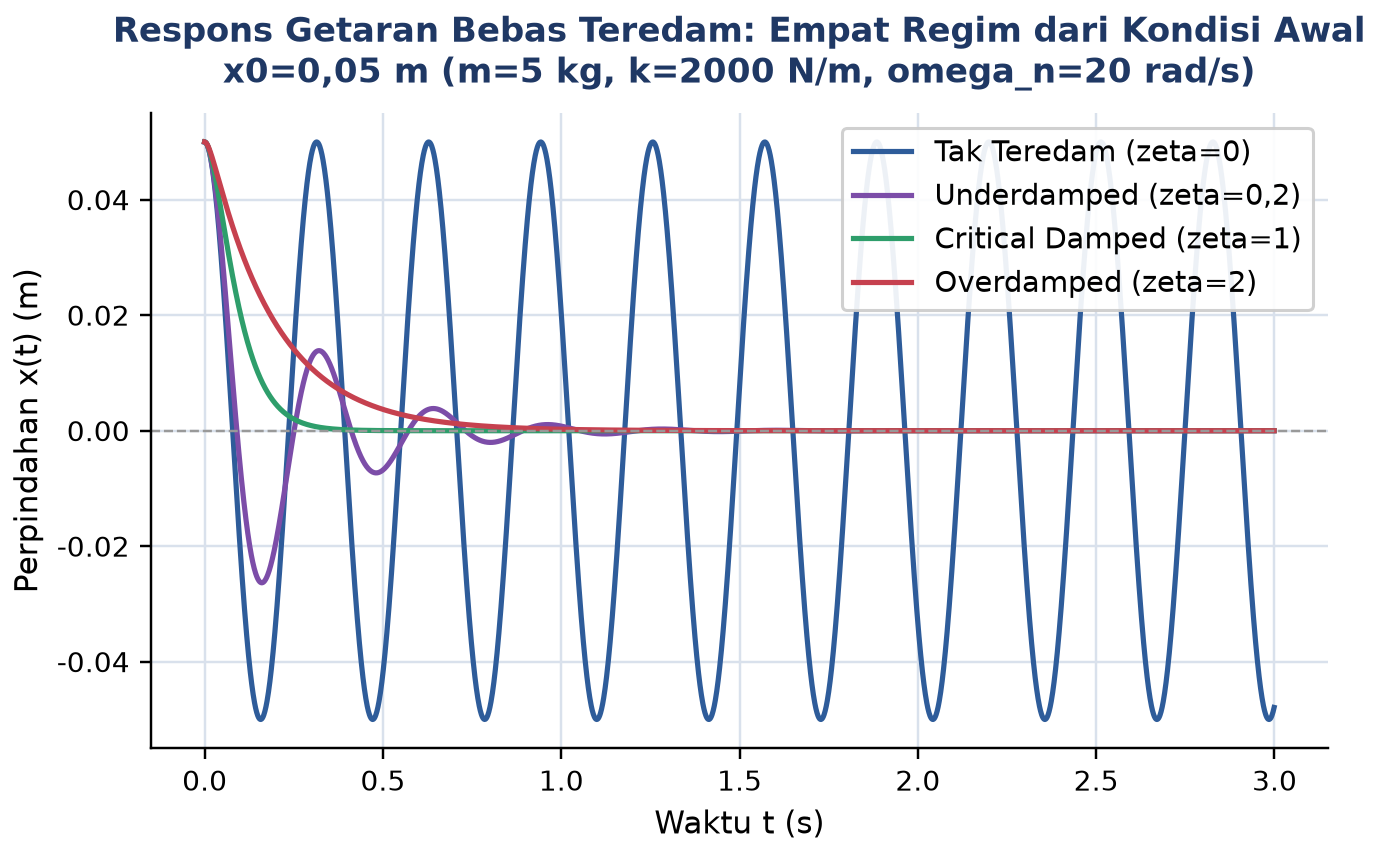 Respons Getaran Bebas Teredam: Empat Regim dari Kondisi Awal
x0=0,05 m (m=5 kg, k=2000 N/m, omega_n=20 rad/s)
Tak Teredam (zeta=0)
Underdamped (zeta=0,2)
Critical Damped (zeta=1)
Overdamped (zeta=2)
Perpindahan x(t) (m)
0.04
0.02
0.00
-0.02
-0.04
0.0 0.5 1.0 1.5 2.0 2.5 3.0
Waktu t (s)